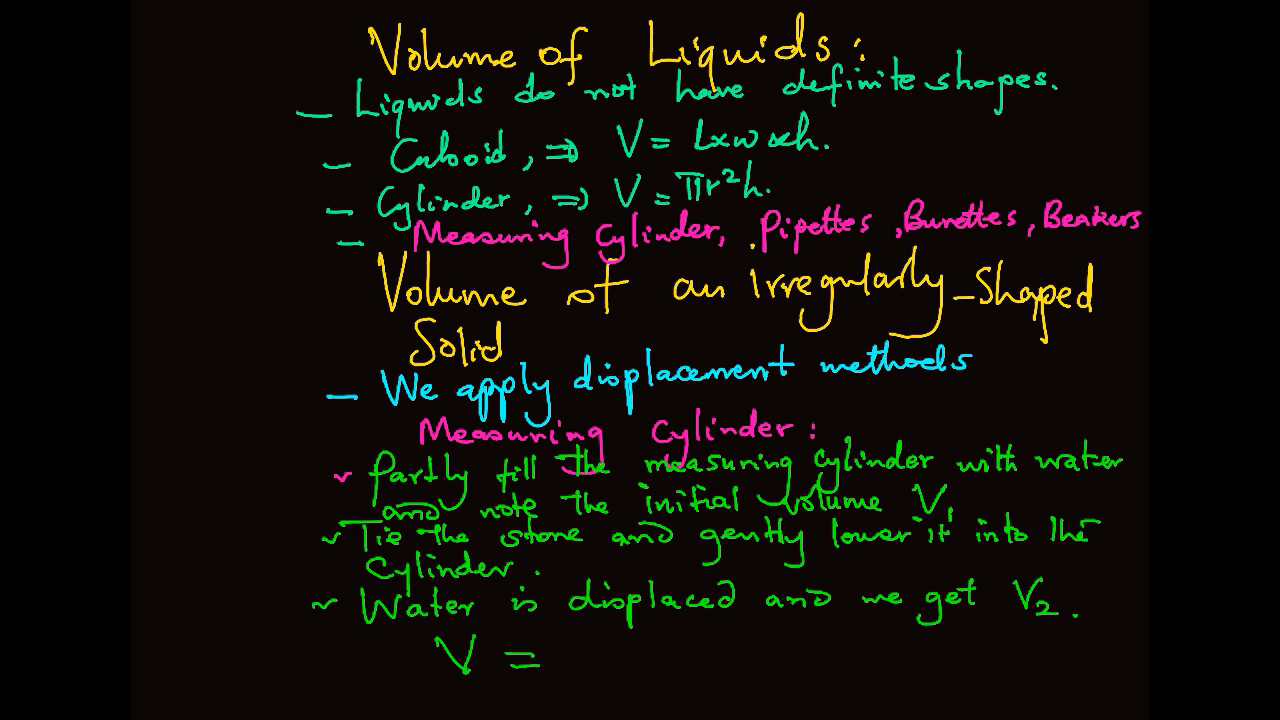 Volume of Liquids:
- Liquids do not have definite shapes.
- Cubooid, ⇒ V = L×w×h.
- Cylinder, ⇒ V = πr²h.
- Measuring Cylinder, Pipettes, Burettes, Beakers
Volume of an irregularly-Shaped
Solid
- We apply displacement methods
Measuring Cylinder:
~ Partly fill the measuring cylinder with water
and note the initial volume V₁
~ Tie the stone and gently lower it into the
Cylinder.
~ Water is displaced and we get V₂.
V =